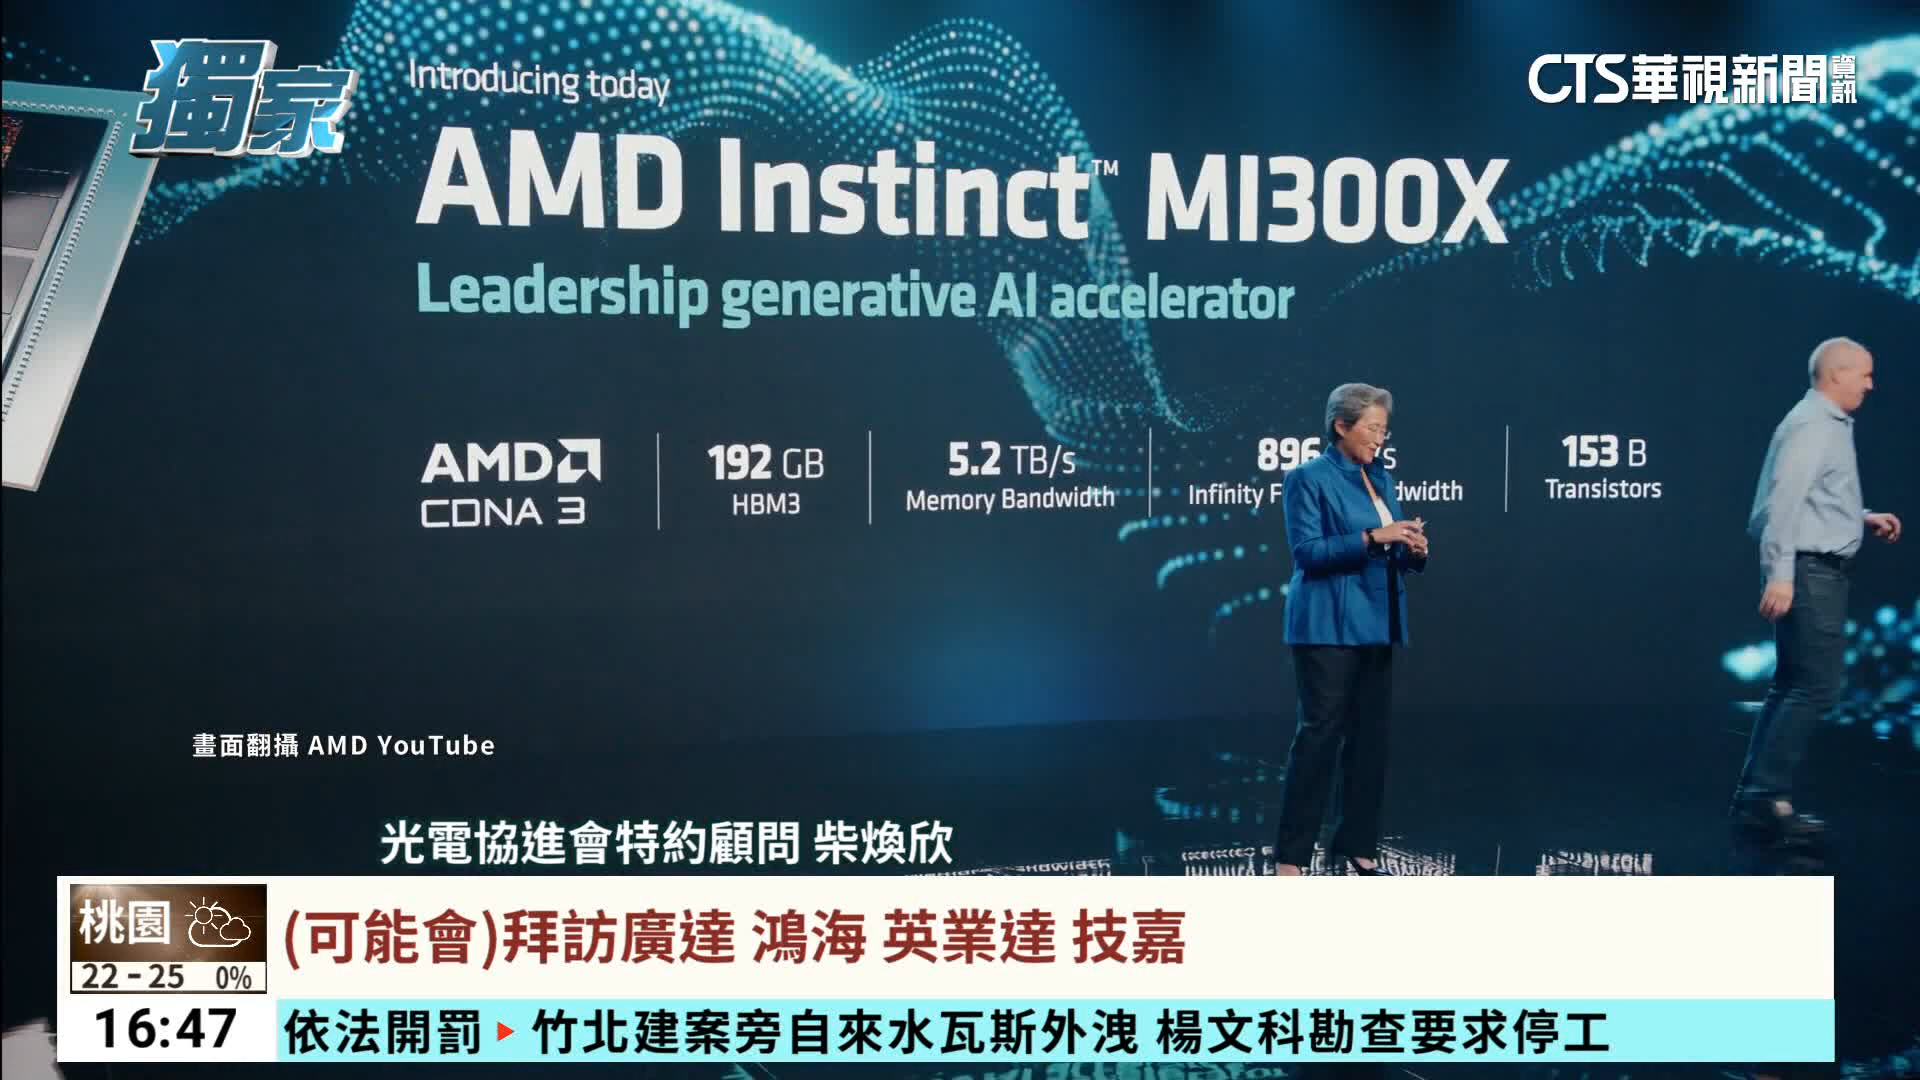 獨家
CTS華視新聞資訊
Introducing today
AMD Instinct™ MI300X
Leadership generative AI accelerator
AMD
CDNA 3
192 GB
HBM3
5.2 TB/s
Memory Bandwidth
896 /s
Infinity F dwidth
153 B
Transistors
畫面翻攝 AMD YouTube
光電協進會特約顧問 柴煥欣
桃園
22-25 0%
(可能會)拜訪廣達 鴻海 英業達 技嘉
16:47
依法開罰▶竹北建案旁自來水瓦斯外洩 楊文科勘查要求停工